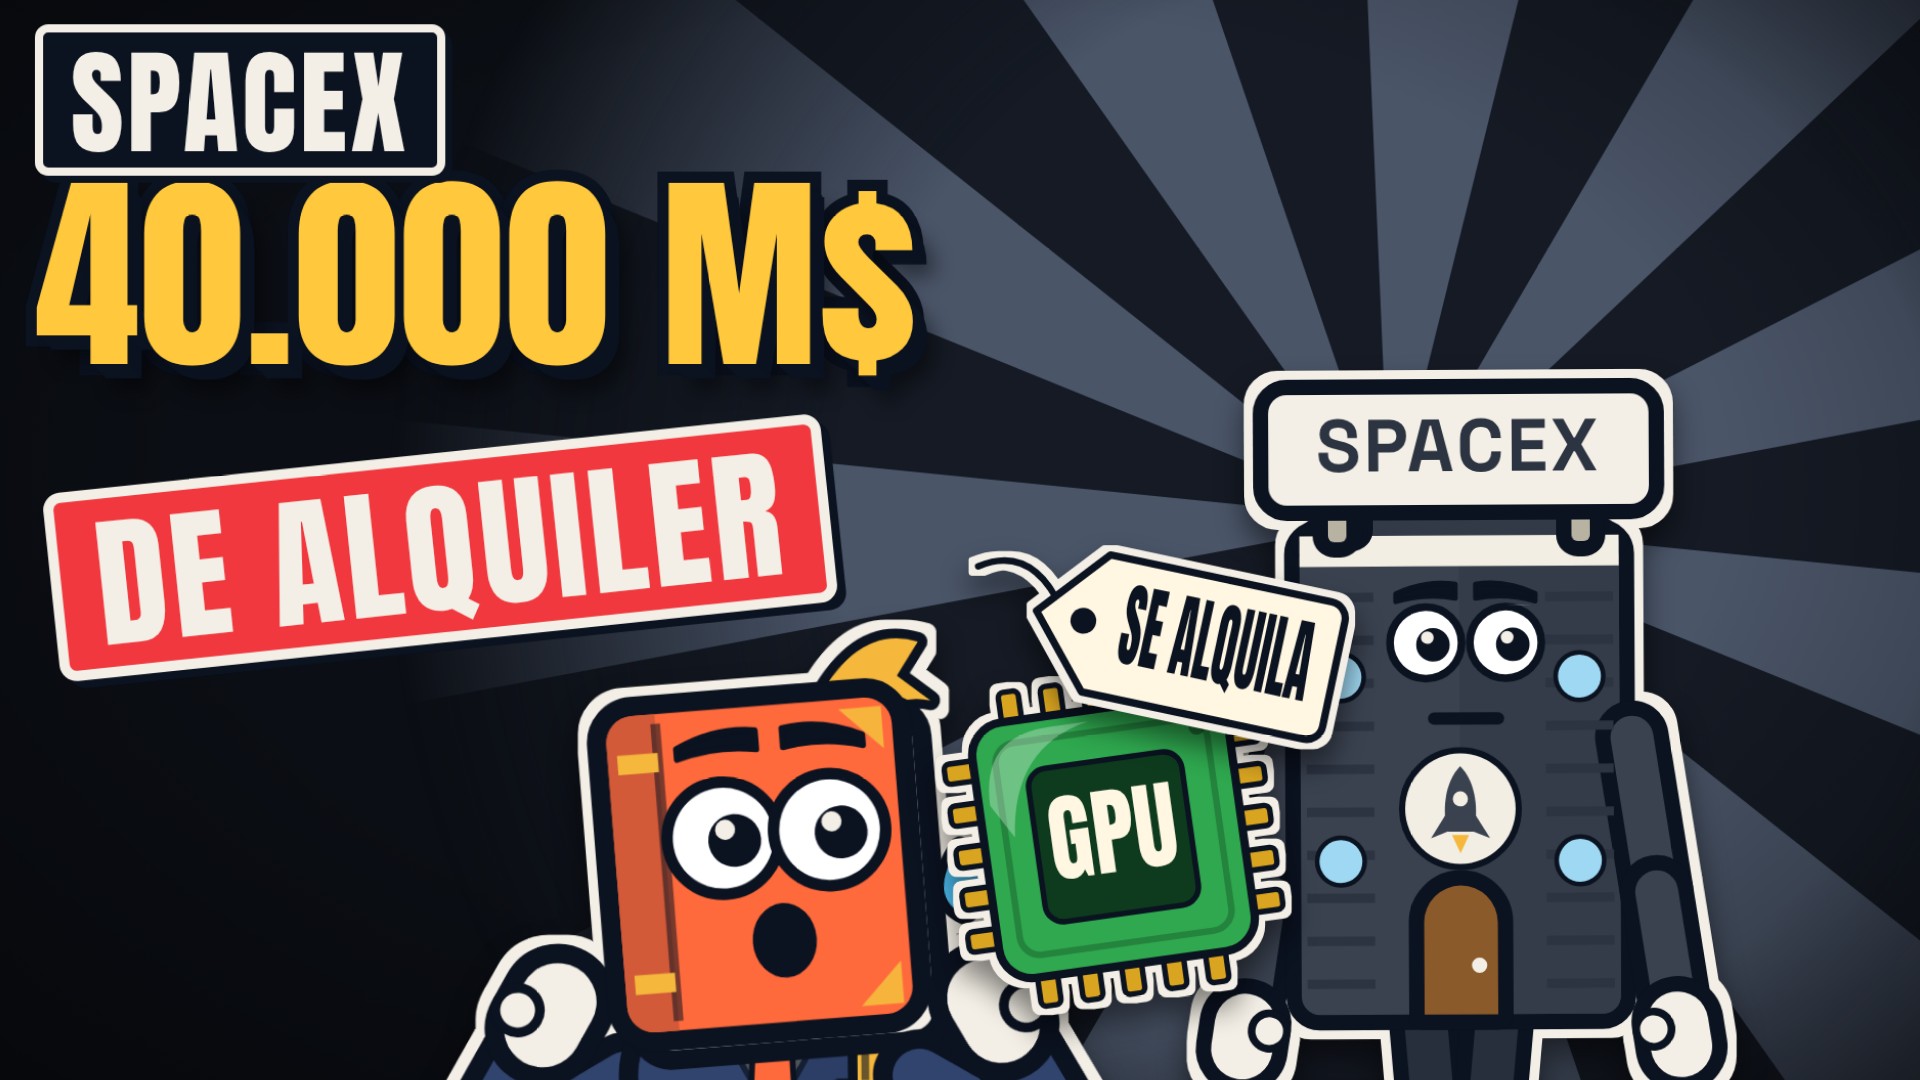 SPACEX
40.000 M$
DE ALQUILER
SPACEX
SE ALQUILA
GPU